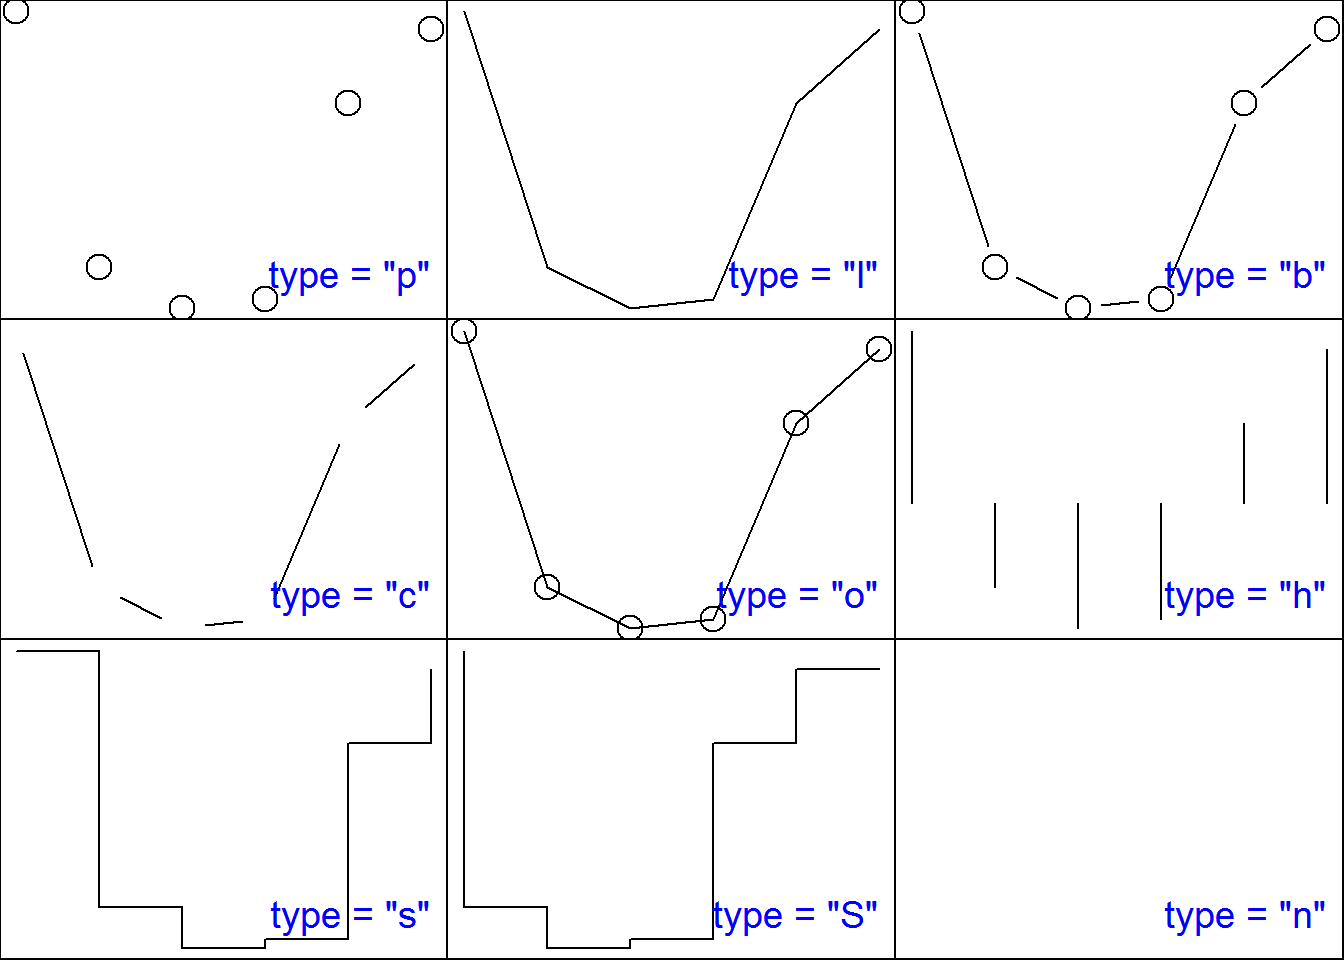 type = "p"
type = "l"
type = "b"
type = "c"
type = "o"
type = "h"
type = "s"
type = "S"
type = "n"